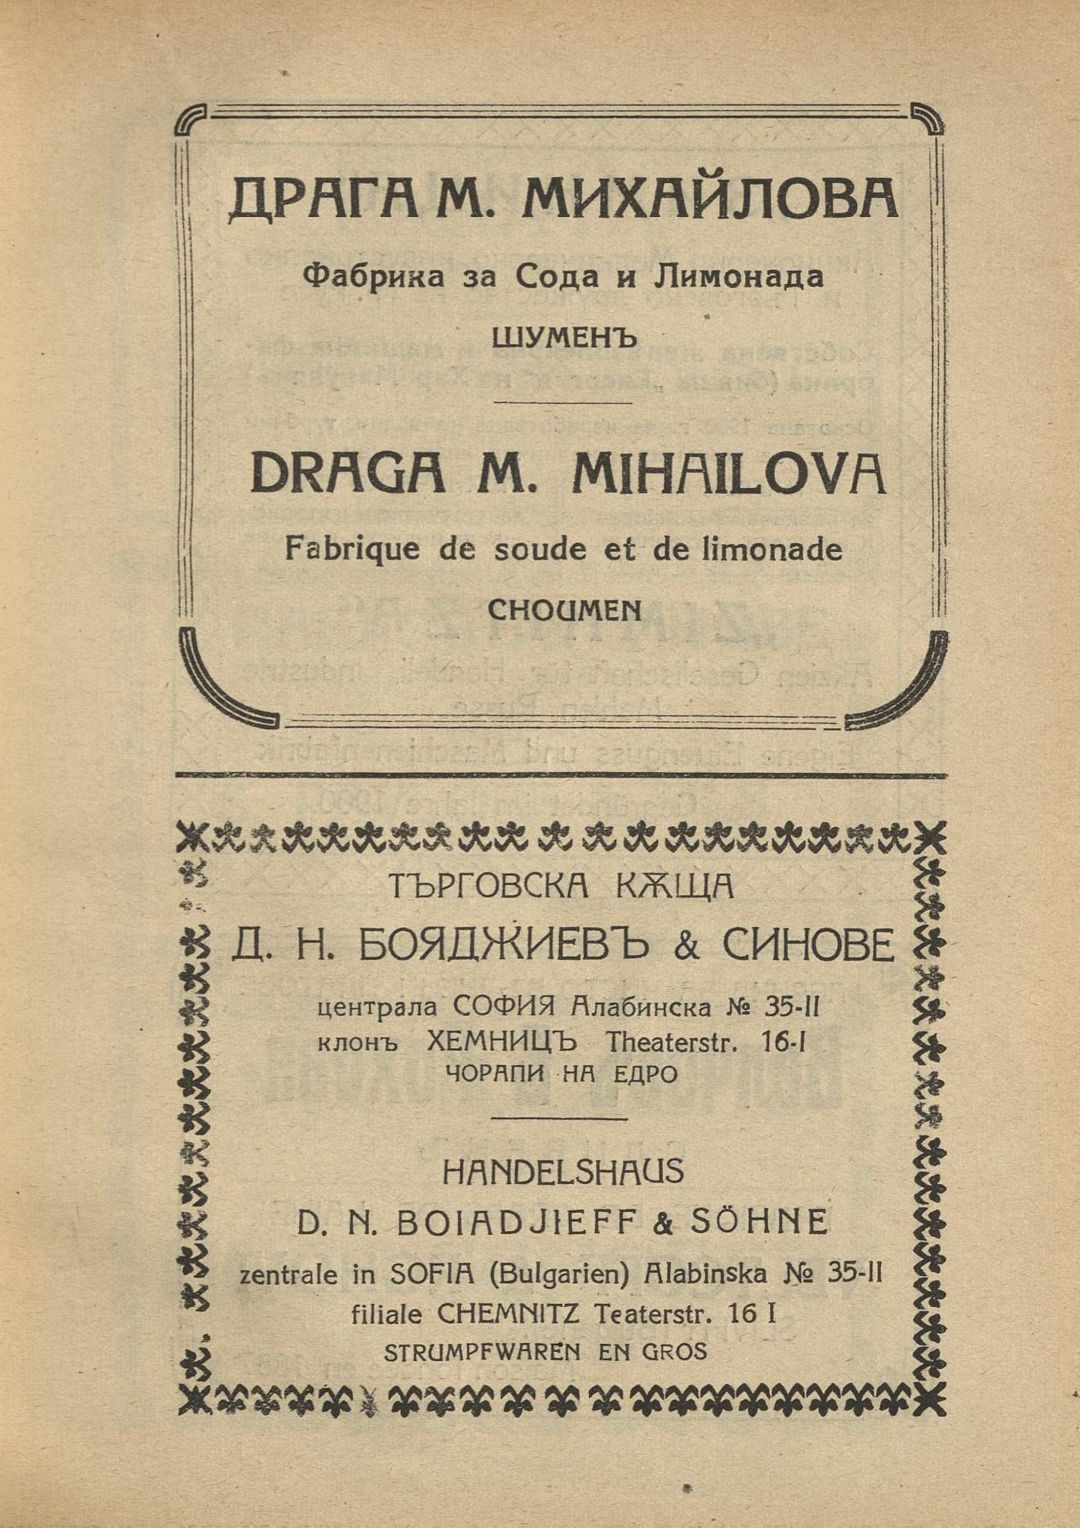 ДРАГА М. МИХАЙЛОВА
Фабрика за Сода и Лимонада
ШУМЕНЪ
DRAGA M. MIHAILOVA
Fabrique de soude et de limonade
CHOUMEN
ТЪРГОВСКА КѪЩА
Д. Н. БОЯДЖИЕВЪ & СИНОВЕ
централа СОФИЯ Алабинска № 35-II
клонъ ХЕМНИЦЪ Theaterstr. 16-I
ЧОРАПИ НА ЕДРО
HANDELSHAUS
D. N. BOIADJIEFF & SÖHNE
zentrale in SOFIA (Bulgarien) Alabinska № 35-II
filiale CHEMNITZ Teaterstr. 16 I
STRUMPFWAREN EN GROS